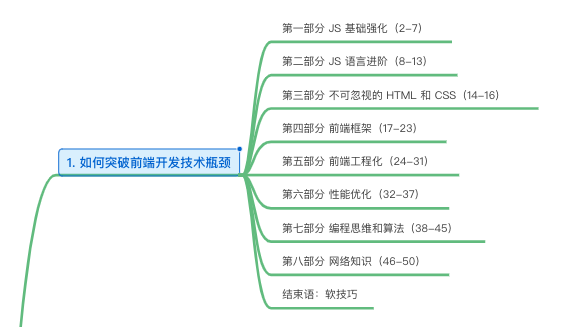 第一部分 JS 基础强化（2-7）
第二部分 JS 语言进阶（8-13）
第三部分 不可忽视的 HTML 和 CSS（14-16）
第四部分 前端框架（17-23）
1. 如何突破前端开发技术瓶颈
第五部分 前端工程化（24-31）
第六部分 性能优化（32-37）
第七部分 编程思维和算法（38-45）
第八部分 网络知识（46-50）
结束语：软技巧